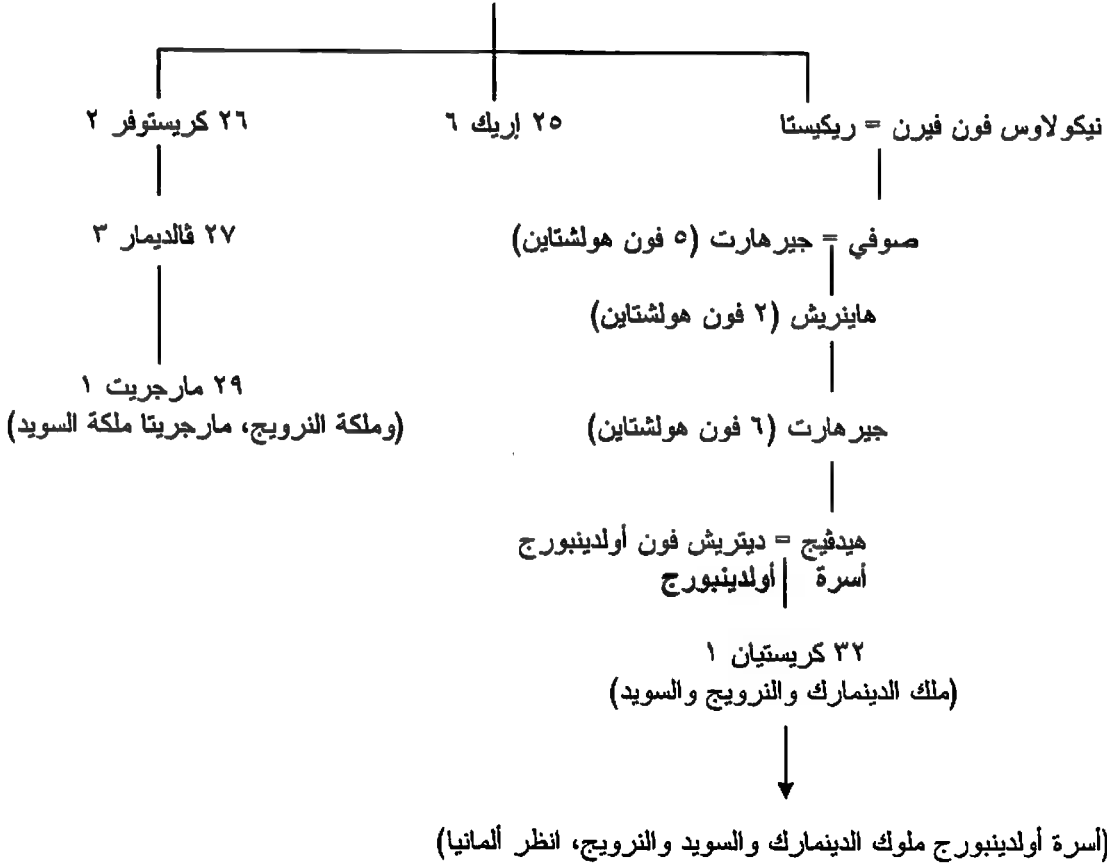 نيكولاوس فون فيرن = ريكيستا
٢٥ إريك ٦
٢٦ كريستوفر ٢
صوفي = جيرهارت (٥ فون هولشتاين)
٢٧ ڤالديمار ٣
هاينريش (٢ فون هولشتاين)
٢٩ مارجريت ١
(وملكة النرويج، مارجريتا ملكة السويد)
جيرهارت (٦ فون هولشتاين)
هيدڤيج = ديتريش فون أولدينبورج
أسرة أولدينبورج
٣٢ كريستيان ١
(ملك الدينمارك والنرويج والسويد)
(أسرة أولدينبورج ملوك الدينمارك والسويد والنرويج، انظر ألمانيا)